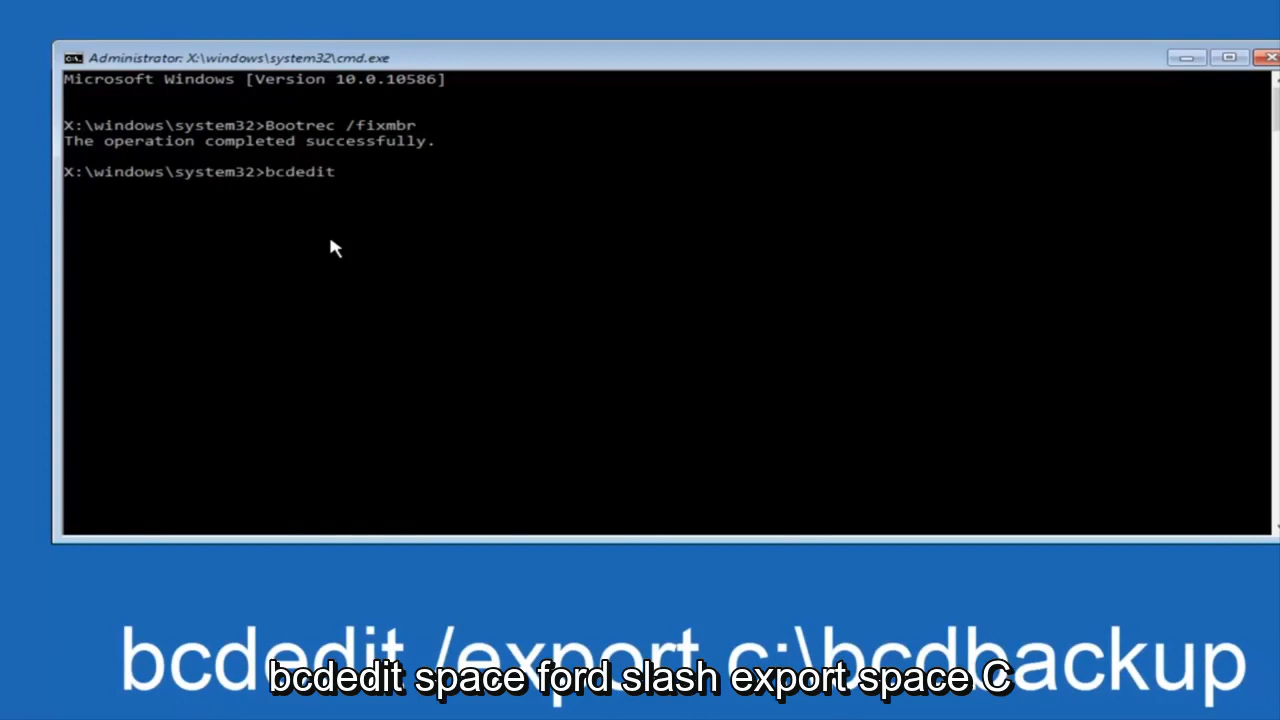 Administrator: X:\windows\system32\cmd.exe
Microsoft Windows [Version 10.0.10586]
X:\windows\system32>Bootrec /fixmbr
The operation completed successfully.
X:\windows\system32>bcdedit
bcdedit /export c:\bcdbackup
bcdedit space ford slash export space C